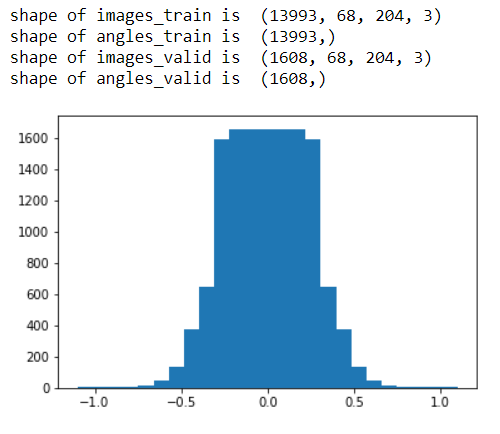 shape of images_train is  (13993, 68, 204, 3)
shape of angles_train is  (13993,)
shape of images_valid is  (1608, 68, 204, 3)
shape of angles_valid is  (1608,)
1600
1400
1200
1000
800
600
400
200
0
−1.0 −0.5 0.0 0.5 1.0